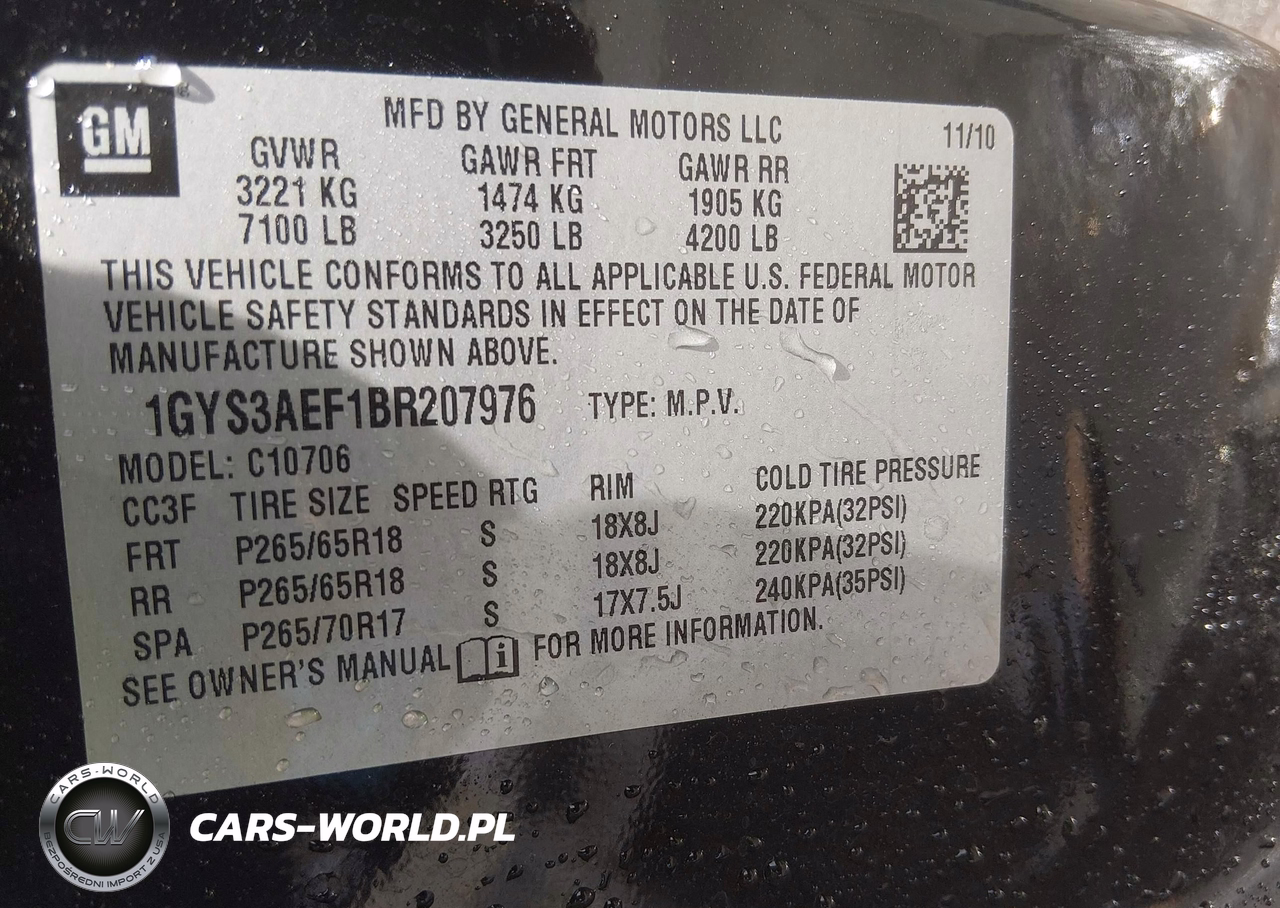 GM
MFD BY GENERAL MOTORS LLC
11/10
GVWR GAWR FRT GAWR RR
3221 KG 1474 KG 1905 KG
7100 LB 3250 LB 4200 LB
THIS VEHICLE CONFORMS TO ALL APPLICABLE U.S. FEDERAL MOTOR
VEHICLE SAFETY STANDARDS IN EFFECT ON THE DATE OF
MANUFACTURE SHOWN ABOVE.
1GYS3AEF1BR207976 TYPE: M.P.V.
MODEL: C10706
CC3F TIRE SIZE SPEED RTG RIM COLD TIRE PRESSURE
FRT P265/65R18 S 18X8J 220KPA(32PSI)
RR P265/65R18 S 18X8J 220KPA(32PSI)
SPA P265/70R17 S 17X7.5J 240KPA(35PSI)
SEE OWNER'S MANUAL i FOR MORE INFORMATION.
CARS-WORLD
CW
BEZPOŚREDNI IMPORT Z USA
CARS-WORLD.PL